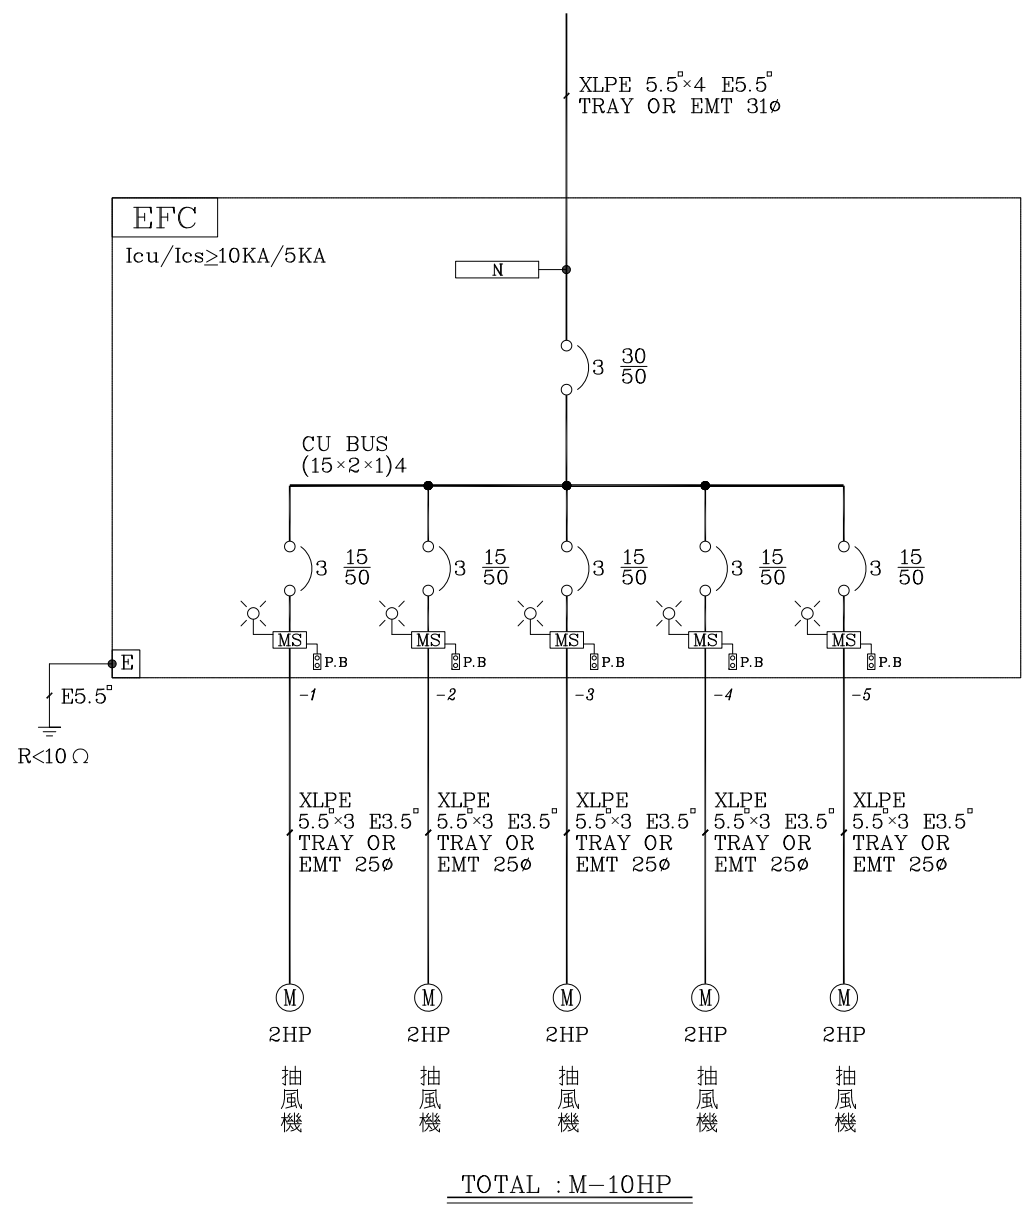 XLPE 5.5□×4 E5.5□
TRAY OR EMT 31ø
EFC
Icu/Ics≥10KA/5KA
N
3 30/50
CU BUS
(15×2×1)4
3 15/50
3 15/50
3 15/50
3 15/50
3 15/50
MS
MS
MS
MS
MS
P.B
P.B
P.B
P.B
P.B
E
E5.5□
R<10Ω
-1
-2
-3
-4
-5
XLPE
5.5□×3 E3.5□
TRAY OR
EMT 25ø
XLPE
5.5□×3 E3.5□
TRAY OR
EMT 25ø
XLPE
5.5□×3 E3.5□
TRAY OR
EMT 25ø
XLPE
5.5□×3 E3.5□
TRAY OR
EMT 25ø
XLPE
5.5□×3 E3.5□
TRAY OR
EMT 25ø
M
M
M
M
M
2HP
2HP
2HP
2HP
2HP
抽風機
抽風機
抽風機
抽風機
抽風機
TOTAL : M-10HP